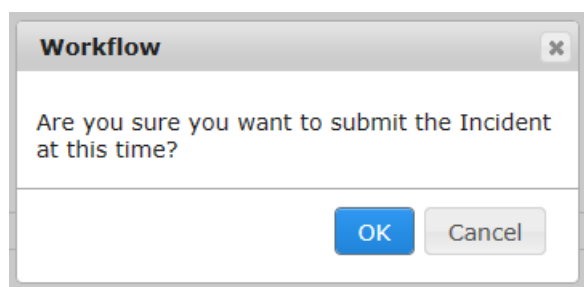 Workflow
Are you sure you want to submit the Incident
at this time?
OK Cancel